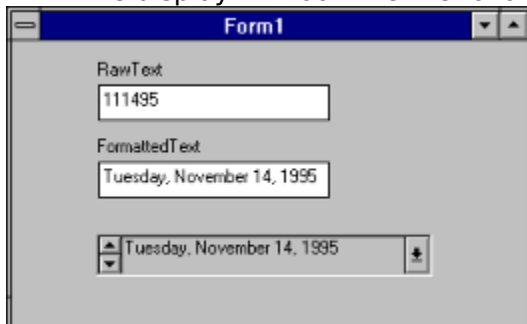 Form1
RawText
111495
FormattedText
Tuesday, November 14, 1995
Tuesday, November 14, 1995